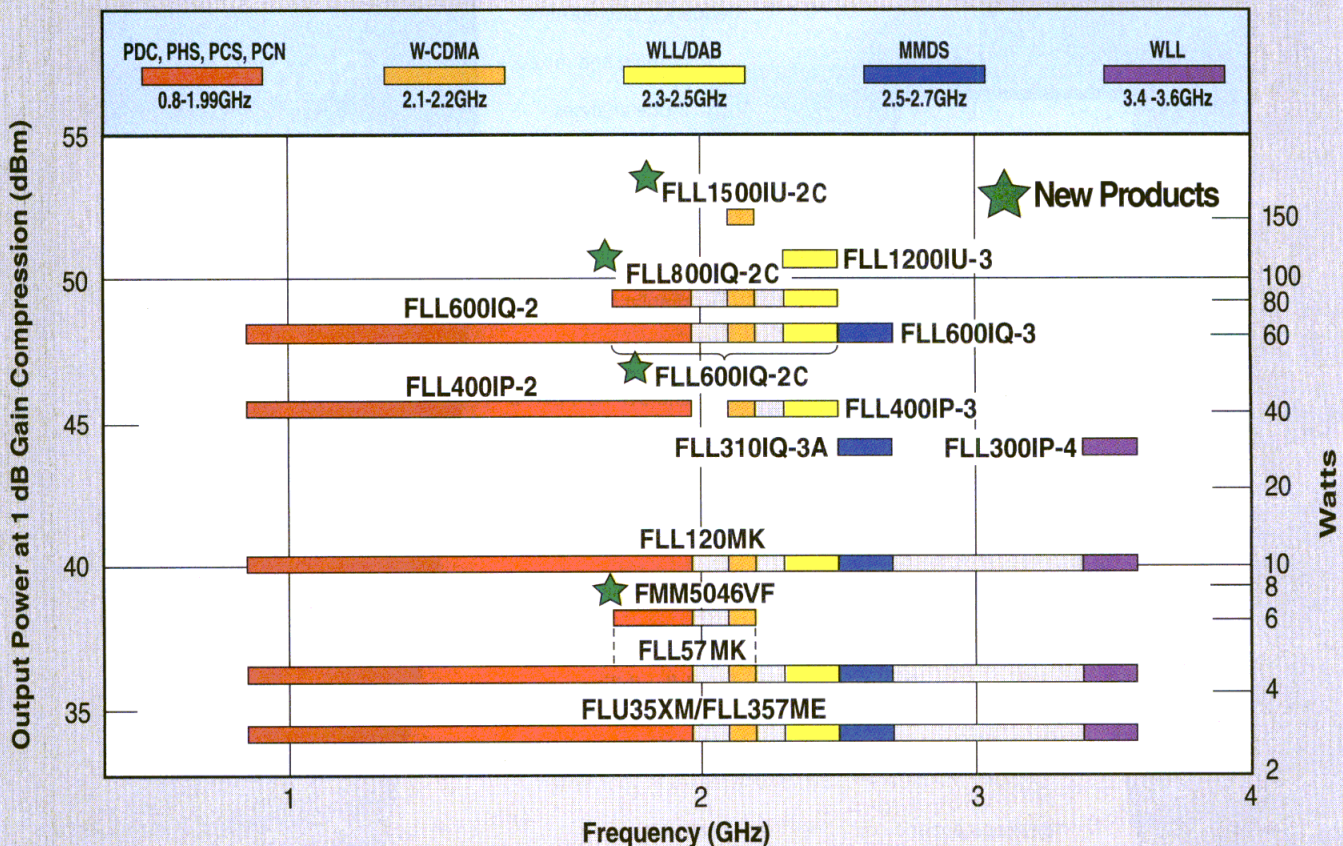 PDC, PHS, PCS, PCN
W-CDMA
WLL/DAB
MMDS
WLL
0.8-1.99GHz
2.1-2.2GHz
2.3-2.5GHz
2.5-2.7GHz
3.4 -3.6GHz
Output Power at 1 dB Gain Compression (dBm)
55
50
45
40
35
New Products
FLL1500IU-2C
FLL1200IU-3
FLL800IQ-2C
FLL600IQ-2
FLL600IQ-3
FLL600IQ-2C
FLL400IP-2
FLL400IP-3
FLL310IQ-3A
FLL300IP-4
FLL120MK
FMM5046VF
FLL57MK
FLU35XM/FLL357ME
150
100
80
60
40
20
10
8
6
4
2
Watts
1
2
3
4
Frequency (GHz)